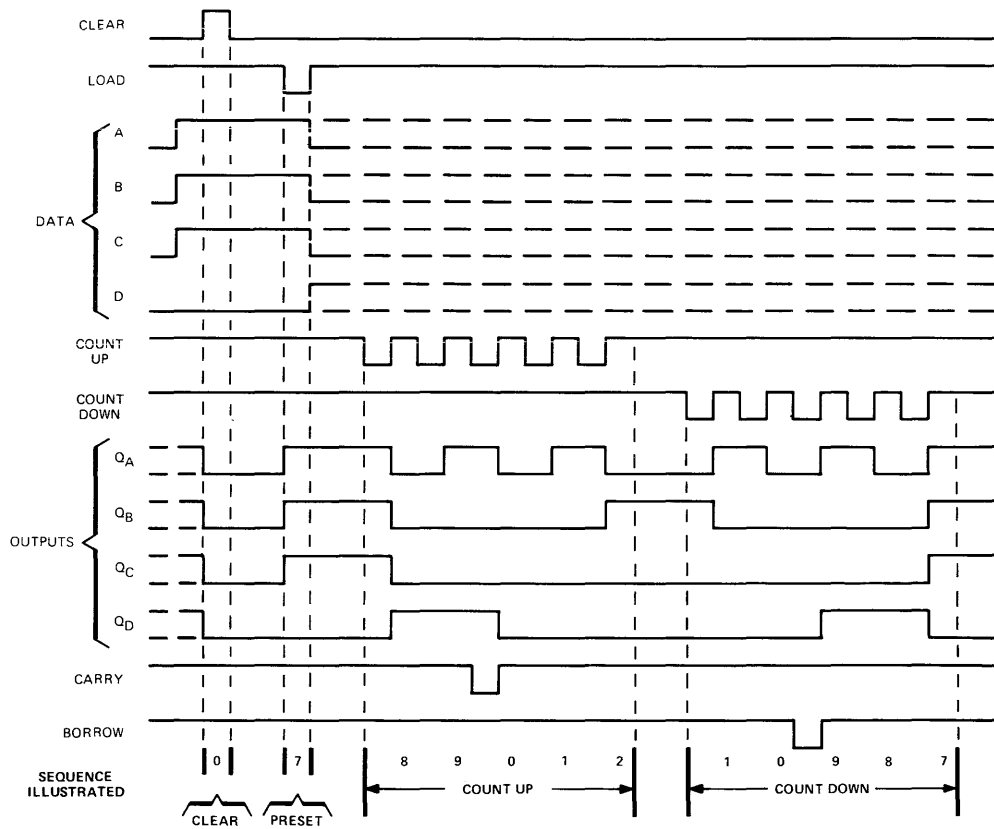 CLEAR
LOAD
DATA
A
B
C
D
COUNT
UP
COUNT
DOWN
OUTPUTS
QA
QB
QC
QD
CARRY
BORROW
SEQUENCE
ILLUSTRATED
0 7 8 9 0 1 2 1 0 9 8 7
CLEAR PRESET COUNT UP COUNT DOWN